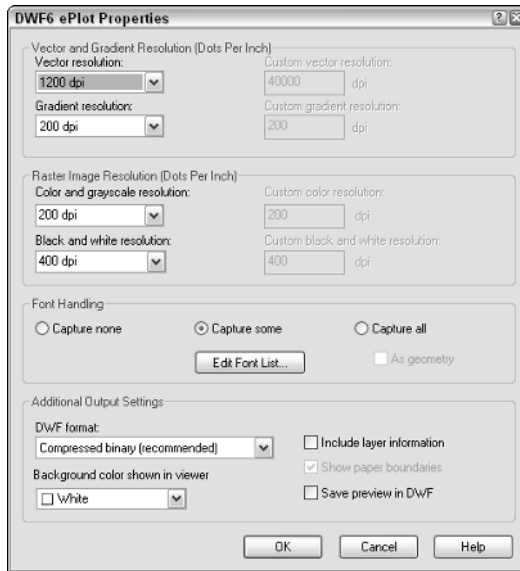 DWF6 ePlot Properties
Vector and Gradient Resolution (Dots Per Inch)
Vector resolution:
Custom vector resolution:
1200 dpi
40000
dpi
Gradient resolution:
Custom gradient resolution:
200 dpi
200
dpi
Raster Image Resolution (Dots Per Inch)
Color and grayscale resolution:
Custom color resolution:
200 dpi
200
dpi
Black and white resolution:
Custom black and white resolution:
400 dpi
400
dpi
Font Handling
Capture none
Capture some
Capture all
Edit Font List...
As geometry
Additional Output Settings
DWF format:
Compressed binary (recommended)
Include layer information
Background color shown in viewer
Show paper boundaries
White
Save preview in DWF
OK
Cancel
Help